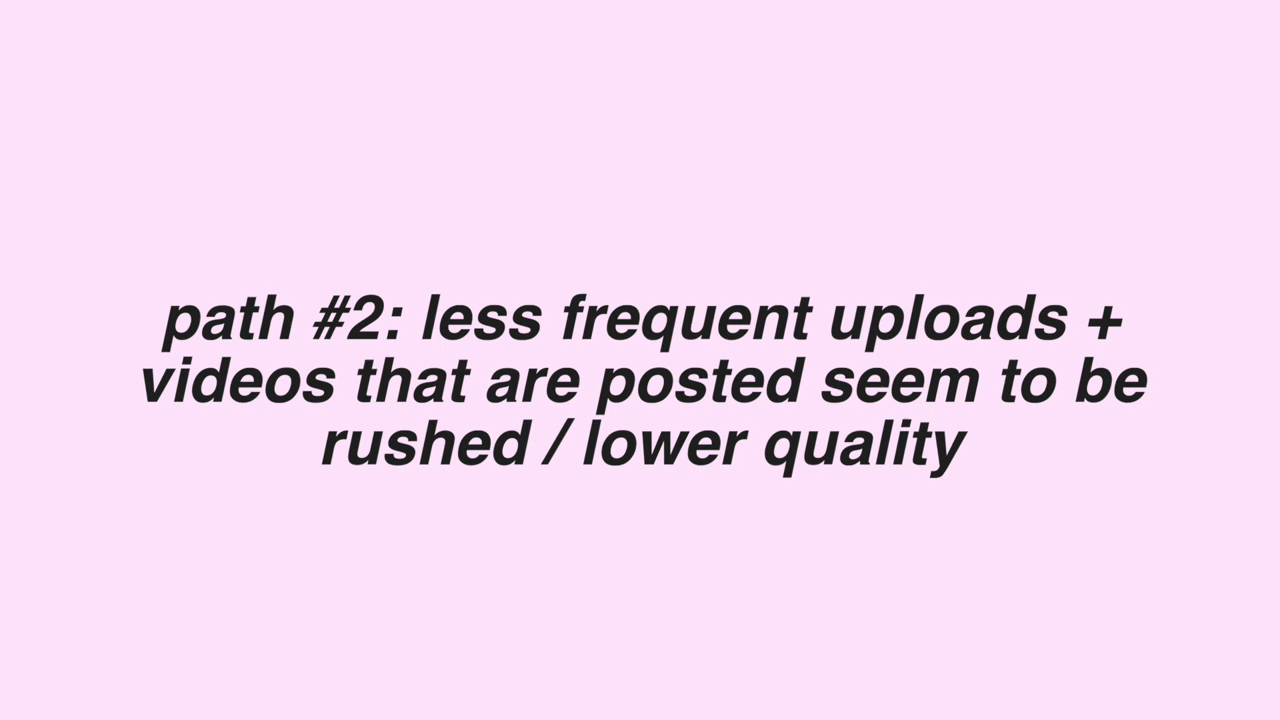 path #2: less frequent uploads +
videos that are posted seem to be
rushed / lower quality